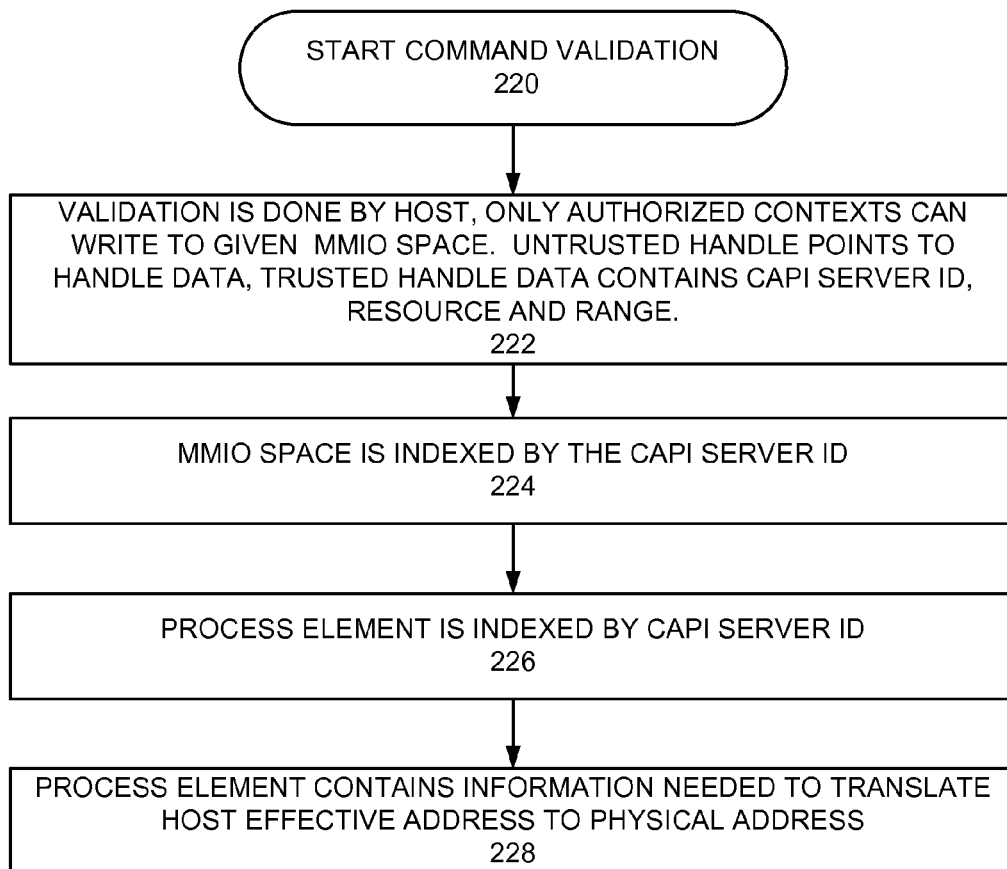 START COMMAND VALIDATION
220
VALIDATION IS DONE BY HOST, ONLY AUTHORIZED CONTEXTS CAN
WRITE TO GIVEN MMIO SPACE. UNTRUSTED HANDLE POINTS TO
HANDLE DATA, TRUSTED HANDLE DATA CONTAINS CAPI SERVER ID,
RESOURCE AND RANGE.
222
MMIO SPACE IS INDEXED BY THE CAPI SERVER ID
224
PROCESS ELEMENT IS INDEXED BY CAPI SERVER ID
226
PROCESS ELEMENT CONTAINS INFORMATION NEEDED TO TRANSLATE
HOST EFFECTIVE ADDRESS TO PHYSICAL ADDRESS
228